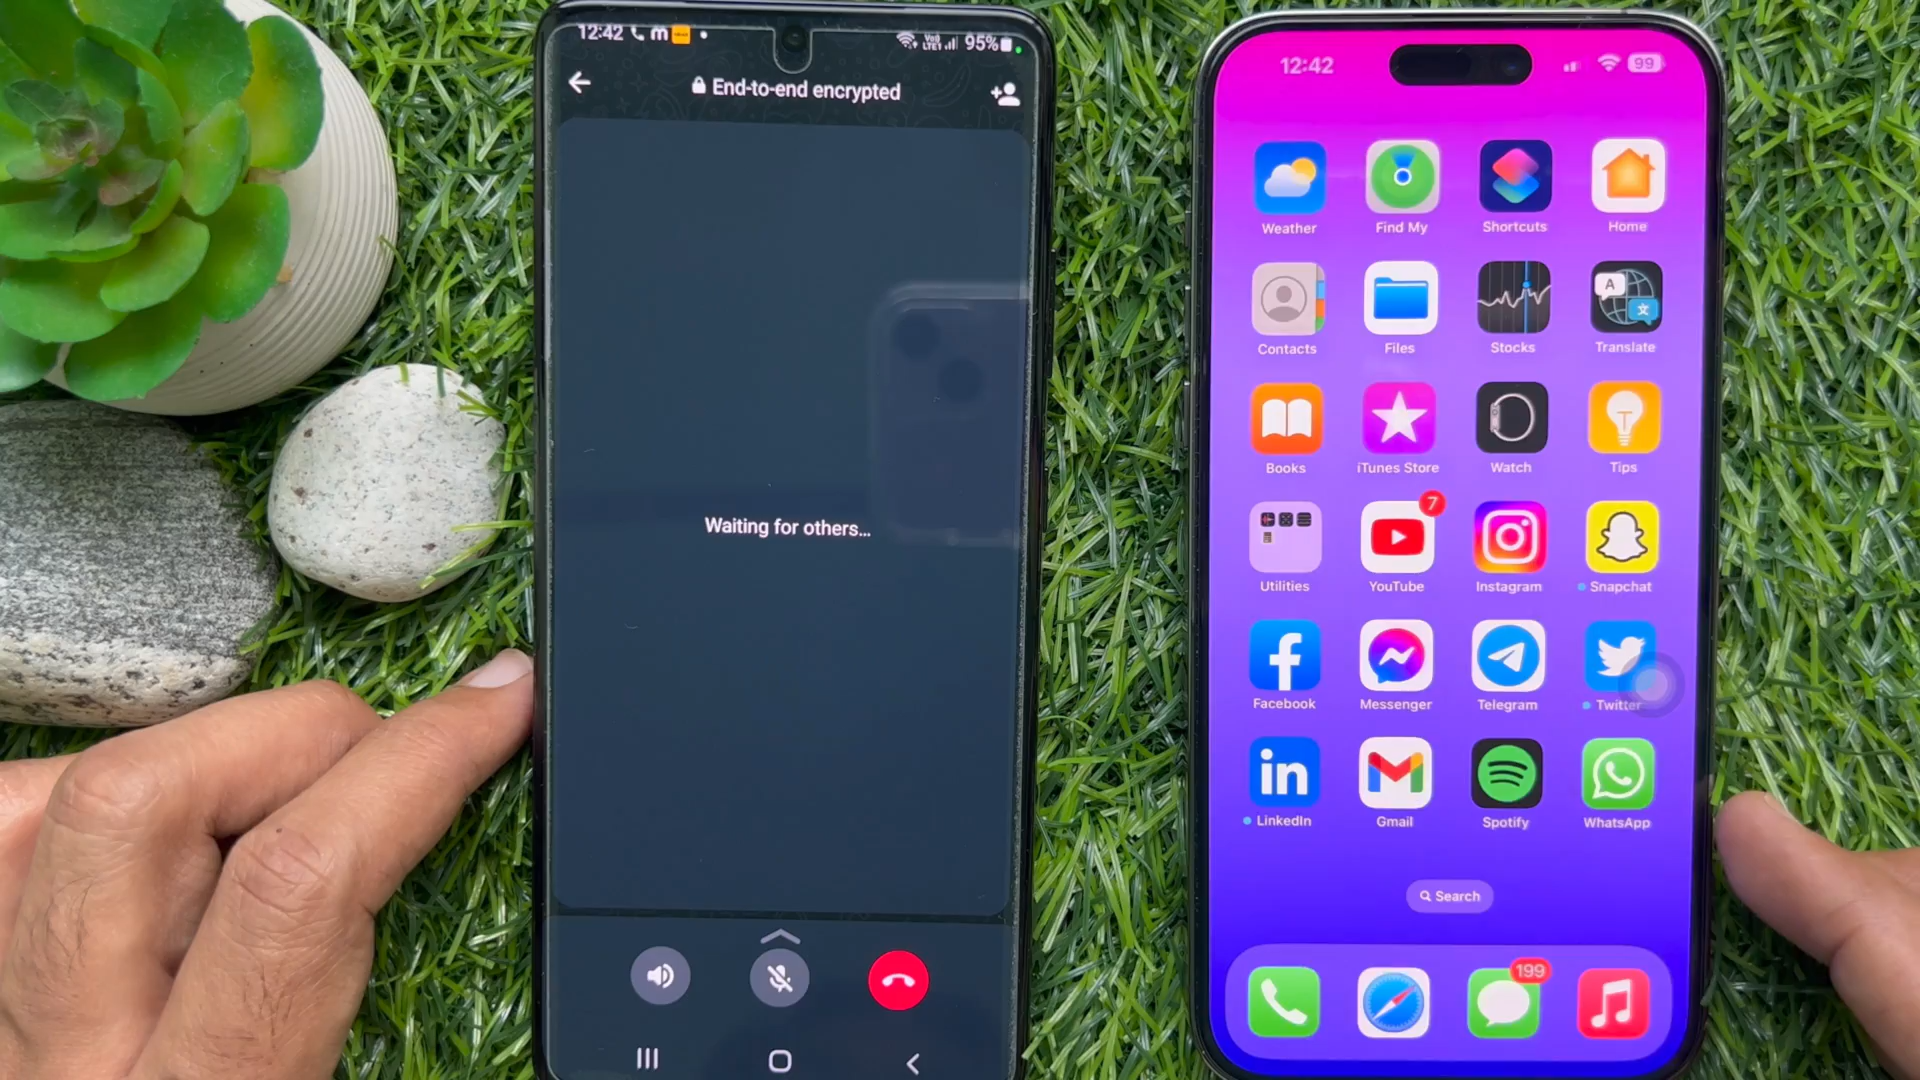 12:42
95%
End-to-end encrypted
Waiting for others...
12:42
99
Weather
Find My
Shortcuts
Home
Contacts
Files
Stocks
Translate
Books
iTunes Store
Watch
Tips
7
Utilities
YouTube
Instagram
Snapchat
Facebook
Messenger
Telegram
Twitter
in
LinkedIn
Gmail
Spotify
WhatsApp
Search
199